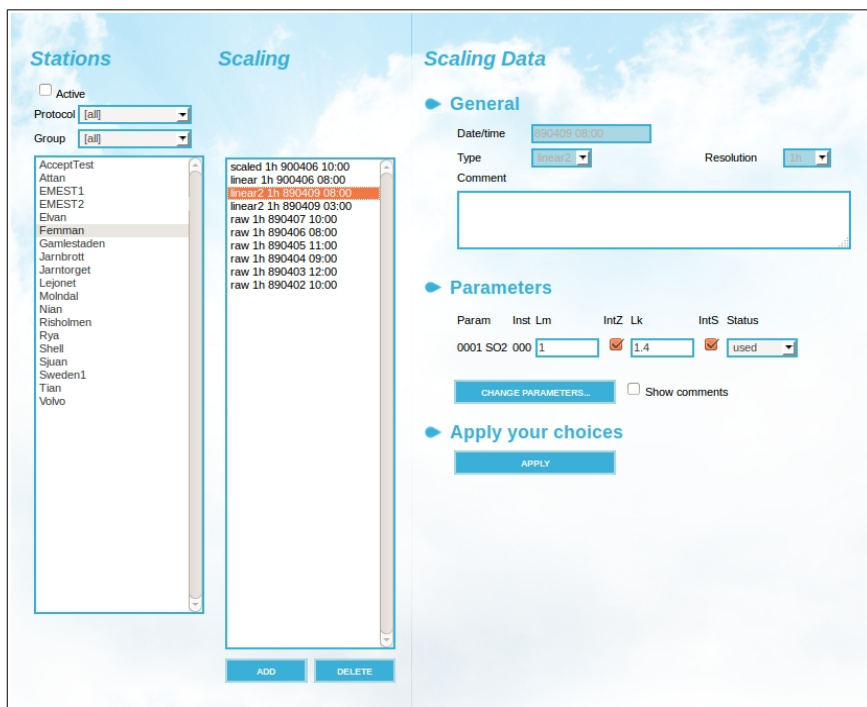 Stations
Active
Protocol [all]
Group [all]
AcceptTest
Attan
EMEST1
EMEST2
Elvan
Femman
Gamlestaden
Jarnbrott
Jarntorget
Lejonet
Molndal
Nian
Risholmen
Rya
Shell
Sjuan
Sweden1
Tian
Volvo
Scaling
scaled 1h 900406 10:00
linear 1h 900406 08:00
linear2 1h 890409 08:00
linear2 1h 890409 03:00
raw 1h 890407 10:00
raw 1h 890406 08:00
raw 1h 890405 11:00
raw 1h 890404 09:00
raw 1h 890403 12:00
raw 1h 890402 10:00
ADD DELETE
Scaling Data
General
Date/time 890409 08:00
Type linear2 Resolution 1h
Comment
Parameters
Param Inst Lm IntZ Lk IntS Status
0001 SO2 000 1 1.4 used
CHANGE PARAMETERS... Show comments
Apply your choices
APPLY